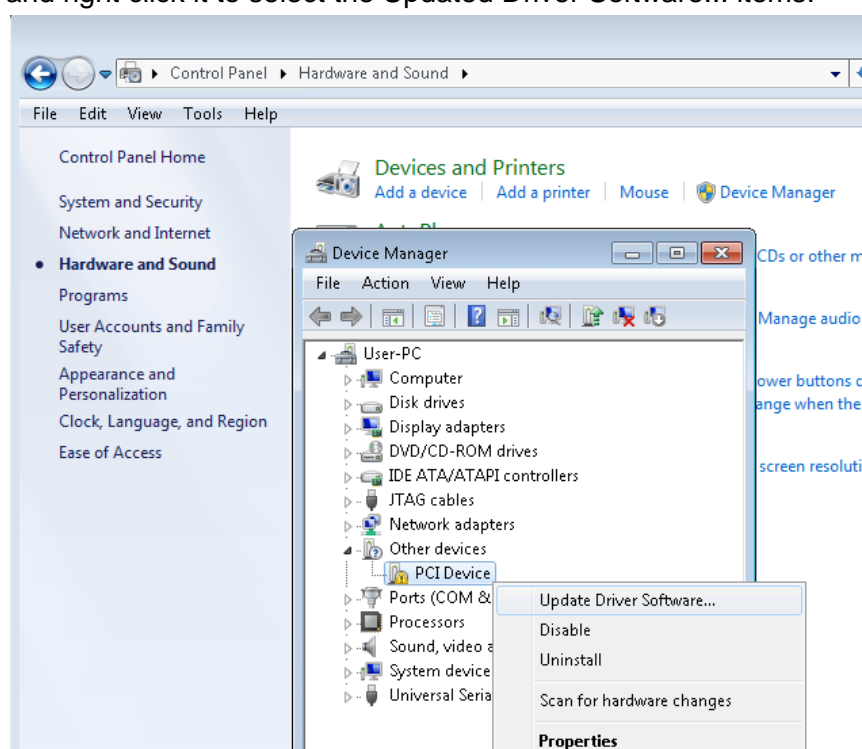 and right click it to select the Updated Driver Software... items.
Control Panel ▸ Hardware and Sound ▸
File Edit View Tools Help
Control Panel Home
System and Security
Network and Internet
Hardware and Sound
Programs
User Accounts and Family
Safety
Appearance and
Personalization
Clock, Language, and Region
Ease of Access
Devices and Printers
Add a device | Add a printer | Mouse | Device Manager
CDs or other m
Manage audio
ower buttons
ange when the
screen resoluti
Device Manager
File Action View Help
User-PC
Computer
Disk drives
Display adapters
DVD/CD-ROM drives
IDE ATA/ATAPI controllers
JTAG cables
Network adapters
Other devices
PCI Device
Ports (COM &
Processors
Sound, video a
System device
Universal Seria
Update Driver Software...
Disable
Uninstall
Scan for hardware changes
Properties